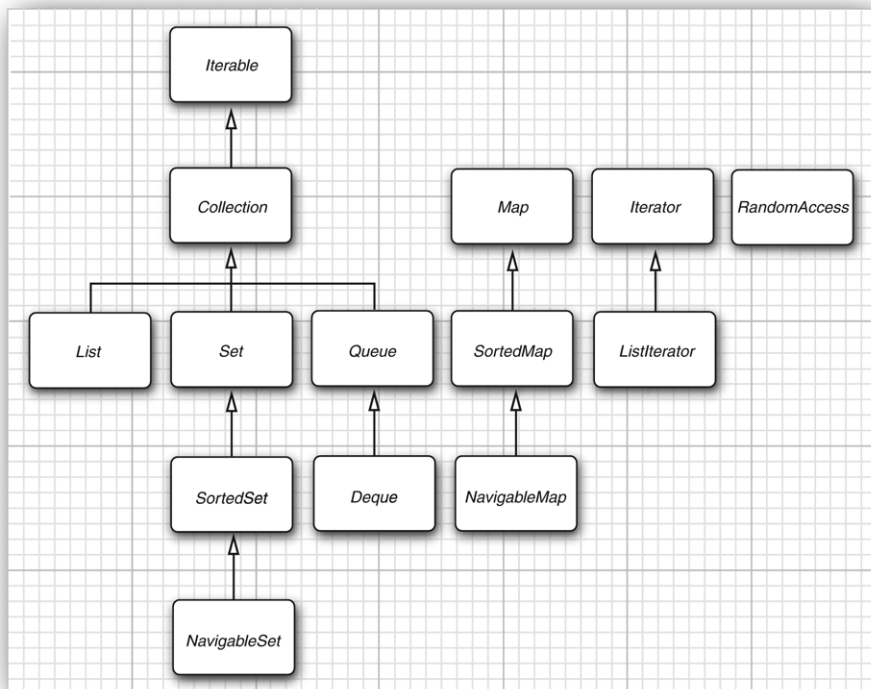 Iterable
Collection
Map
Iterator
RandomAccess
List
Set
Queue
SortedMap
ListIterator
SortedSet
Deque
NavigableMap
NavigableSet